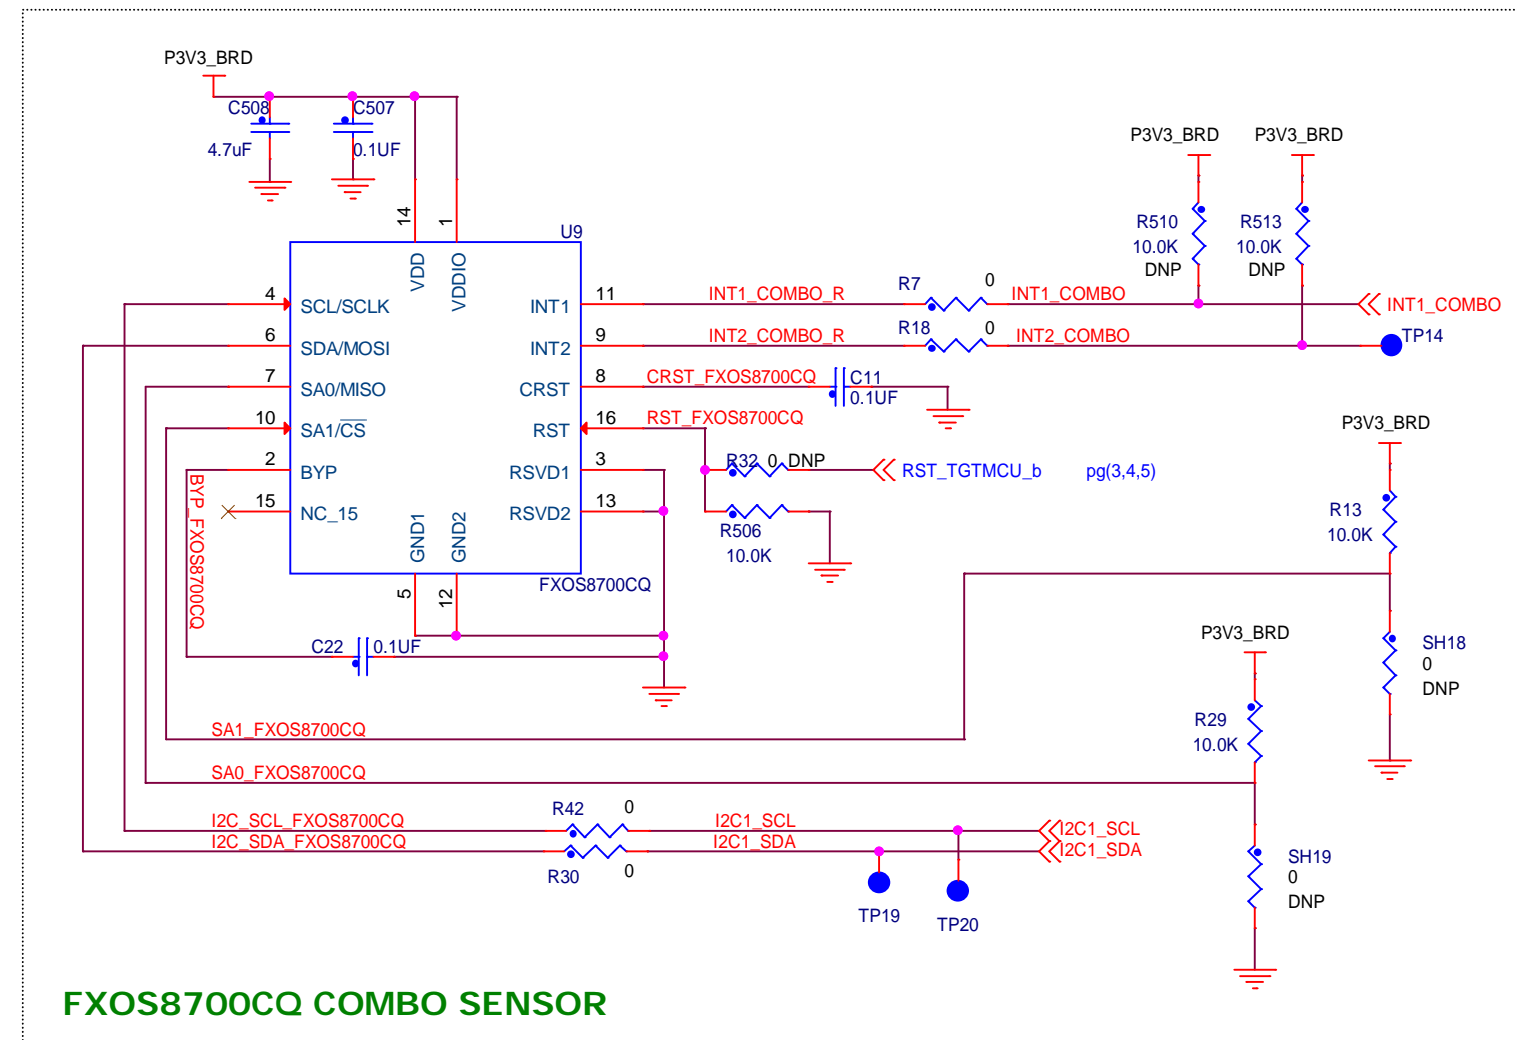 P3V3_BRD
C508
C507
4.7uF
0.1UF
P3V3_BRD
P3V3_BRD
R510
10.0K
DNP
R513
10.0K
DNP
U9
14
1
VDD
VDDIO
4
SCL/SCLK
6
SDA/MOSI
7
SA0/MISO
10
SA1/CS
2
BYP
15
NC_15
INT1
11
INT2
9
CRST
8
RST
16
RSVD1
3
RSVD2
13
GND1
GND2
5
12
FXOS8700CQ
INT1_COMBO_R
R7
0
INT1_COMBO
INT1_COMBO
INT2_COMBO_R
R18
0
INT2_COMBO
TP14
CRST_FXOS8700CQ
C11
0.1UF
RST_FXOS8700CQ
R32
0
DNP
RST_TGTMCU_b
pg(3,4,5)
R506
10.0K
BYP_FXOS8700CQ
C22
0.1UF
P3V3_BRD
R13
10.0K
SH18
0
DNP
P3V3_BRD
R29
10.0K
SH19
0
DNP
SA1_FXOS8700CQ
SA0_FXOS8700CQ
I2C_SCL_FXOS8700CQ
R42
0
I2C1_SCL
I2C1_SCL
I2C_SDA_FXOS8700CQ
R30
0
I2C1_SDA
I2C1_SDA
TP19
TP20
FXOS8700CQ COMBO SENSOR